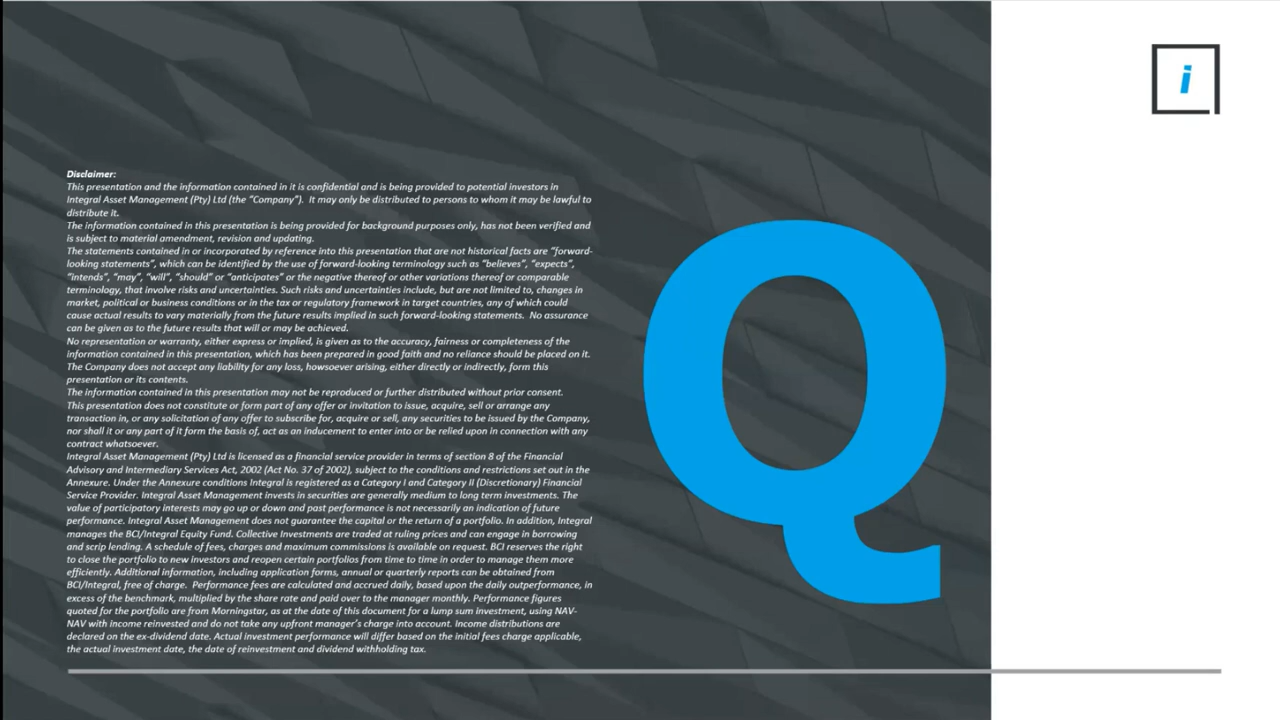 i
Disclaimer:
This presentation and the information contained in it is confidential and is being provided to potential investors in
Integral Asset Management (Pty) Ltd (the “Company”).  It may only be distributed to persons to whom it may be lawful to
distribute it.
The information contained in this presentation is being provided for background purposes only, has not been verified and
is subject to material amendment, revision and updating.
The statements contained in or incorporated by reference into this presentation that are not historical facts are “forward-
looking statements”, which can be identified by the use of forward-looking terminology such as “believes”, “expects”,
“intends”, “may”, “will”, “should” or “anticipates” or the negative thereof or other variations thereof or comparable
terminology, that involve risks and uncertainties. Such risks and uncertainties include, but are not limited to, changes in
market, political or business conditions or in the tax or regulatory framework in target countries, any of which could
cause actual results to vary materially from the future results implied in such forward-looking statements.  No assurance
can be given as to the future results that will or may be achieved.
No representation or warranty, either express or implied, is given as to the accuracy, fairness or completeness of the
information contained in this presentation, which has been prepared in good faith and no reliance should be placed on it.
The Company does not accept any liability for any loss, howsoever arising, either directly or indirectly, form this
presentation or its contents.
The information contained in this presentation may not be reproduced or further distributed without prior consent.
This presentation does not constitute or form part of any offer or invitation to issue, acquire, sell or arrange any
transaction in, or any solicitation of any offer to subscribe for, acquire or sell, any securities to be issued by the Company,
nor shall it or any part of it form the basis of, act as an inducement to enter into or be relied upon in connection with any
contract whatsoever.
Integral Asset Management (Pty) Ltd is licensed as a financial service provider in terms of section 8 of the Financial
Advisory and Intermediary Services Act, 2002 (Act No. 37 of 2002), subject to the conditions and restrictions set out in the
Annexure. Under the Annexure conditions Integral is registered as a Category I and Category II (Discretionary) Financial
Service Provider. Integral Asset Management invests in securities are generally medium to long term investments. The
value of participatory interests may go up or down and past performance is not necessarily an indication of future
performance. Integral Asset Management does not guarantee the capital or the return of a portfolio. In addition, Integral
manages the BCI/Integral Equity Fund. Collective Investments are traded at ruling prices and can engage in borrowing
and scrip lending. A schedule of fees, charges and maximum commissions is available on request. BCI reserves the right
to close the portfolio to new investors and reopen certain portfolios from time to time in order to manage them more
efficiently. Additional information, including application forms, annual or quarterly reports can be obtained from
BCI/Integral, free of charge.  Performance fees are calculated and accrued daily, based upon the daily outperformance, in
excess of the benchmark, multiplied by the share rate and paid over to the manager monthly. Performance figures
quoted for the portfolio are from Morningstar, as at the date of this document for a lump sum investment, using NAV-
NAV with income reinvested and do not take any upfront manager’s charge into account. Income distributions are
declared on the ex-dividend date. Actual investment performance will differ based on the initial fees charge applicable,
the actual investment date, the date of reinvestment and dividend withholding tax.
Q